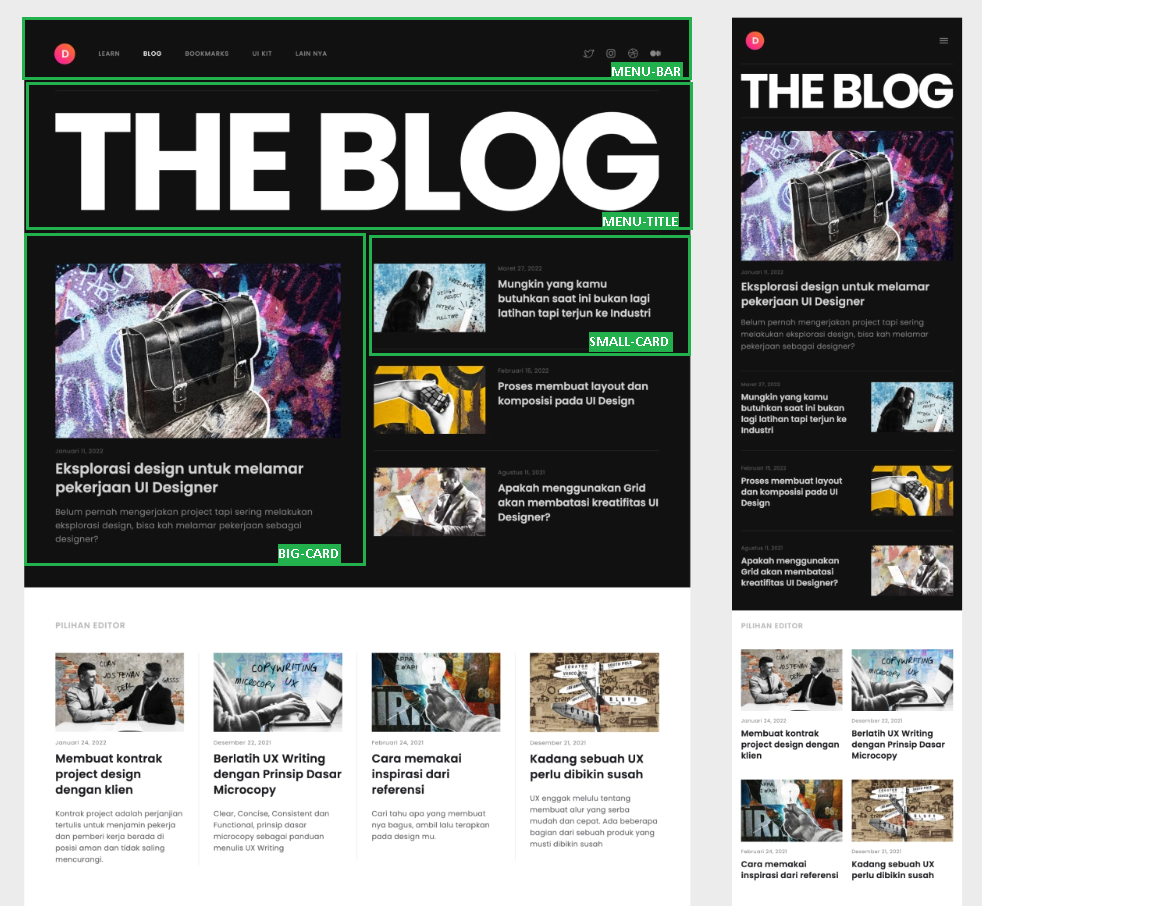 D
LEARN
BLOG
BOOKMARKS
UI KIT
LAIN NYA
MENU-BAR
THE BLOG
MENU-TITLE
Januari 11, 2022
Eksplorasi design untuk melamar
pekerjaan UI Designer
Belum pernah mengerjakan project tapi sering melakukan
eksplorasi design, bisa kah melamar pekerjaan sebagai
designer?
BIG-CARD
Maret 27, 2022
Mungkin yang kamu
butuhkan saat ini bukan lagi
latihan tapi terjun ke Industri
SMALL-CARD
Februari 15, 2022
Proses membuat layout dan
komposisi pada UI Design
Agustus 11, 2021
Apakah menggunakan Grid
akan membatasi kreatifitas UI
Designer?
PILIHAN EDITOR
Januari 24, 2022
Membuat kontrak
project design
dengan klien
Kontrak project adalah perjanjian
tertulis untuk menjamin pekerja
dan pemberi kerja berada di
posisi aman dan tidak saling
mencurangi.
COPYWRITING
MICROCOPY UX
Desember 22, 2021
Berlatih UX Writing
dengan Prinsip Dasar
Microcopy
Clear, Concise, Consistent dan
Functional, prinsip dasar
microcopy sebagai panduan
menulis UX Writing
Februari 24, 2021
Cara memakai
inspirasi dari
referensi
Cari tahu apa yang membuat
nya bagus, ambil lalu terapkan
pada design mu.
Desember 21, 2021
Kadang sebuah UX
perlu dibikin susah
UX enggak melulu tentang
membuat alur yang serba
mudah dan cepat. Ada beberapa
bagian dari sebuah produk yang
musti dibikin susah
D
THE BLOG
Januari 11, 2022
Eksplorasi design untuk melamar
pekerjaan UI Designer
Belum pernah mengerjakan project tapi sering
melakukan eksplorasi design, bisa kah melamar
pekerjaan sebagai designer?
Maret 27, 2022
Mungkin yang kamu
butuhkan saat ini bukan
lagi latihan tapi terjun ke
Industri
Februari 15, 2022
Proses membuat layout
dan komposisi pada UI
Design
Agustus 11, 2021
Apakah menggunakan
Grid akan membatasi
kreatifitas UI Designer?
PILIHAN EDITOR
Januari 24, 2022
Membuat kontrak
project design dengan
klien
COPYWRITING
MICROCOPY UX
Desember 22, 2021
Berlatih UX Writing
dengan Prinsip Dasar
Microcopy
Februari 24, 2021
Cara memakai
inspirasi dari referensi
Desember 21, 2021
Kadang sebuah UX
perlu dibikin susah